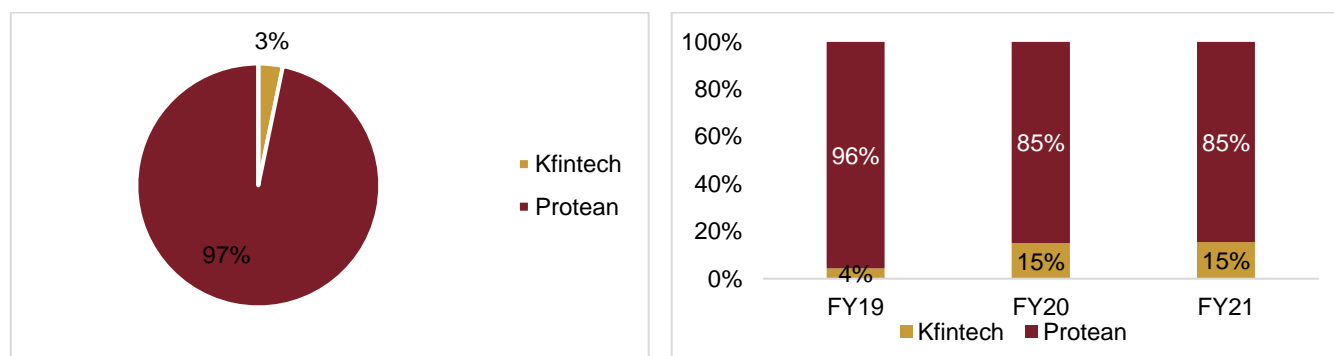 3%
97%
Kfintech
Protean
100%
80%
60%
40%
20%
0%
96%
85%
85%
4%
15%
15%
FY19
FY20
FY21
Kfintech
Protean